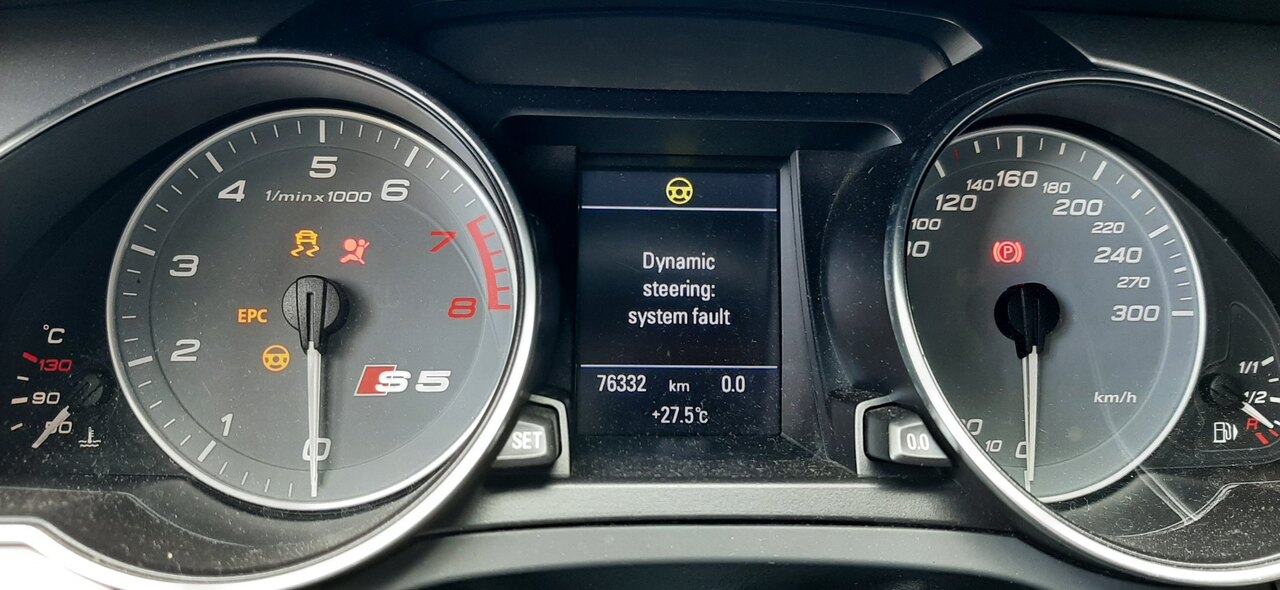 5
4
1/min x 1000
6
3
7
EPC
8
2
S5
1
0
°C
130
90
SET
Dynamic
steering:
system fault
76332 km 0.0
+27.5°C
100
120
140
160
180
200
220
240
270
300
P
km/h
10
0
0.0
1/1
1/2
R